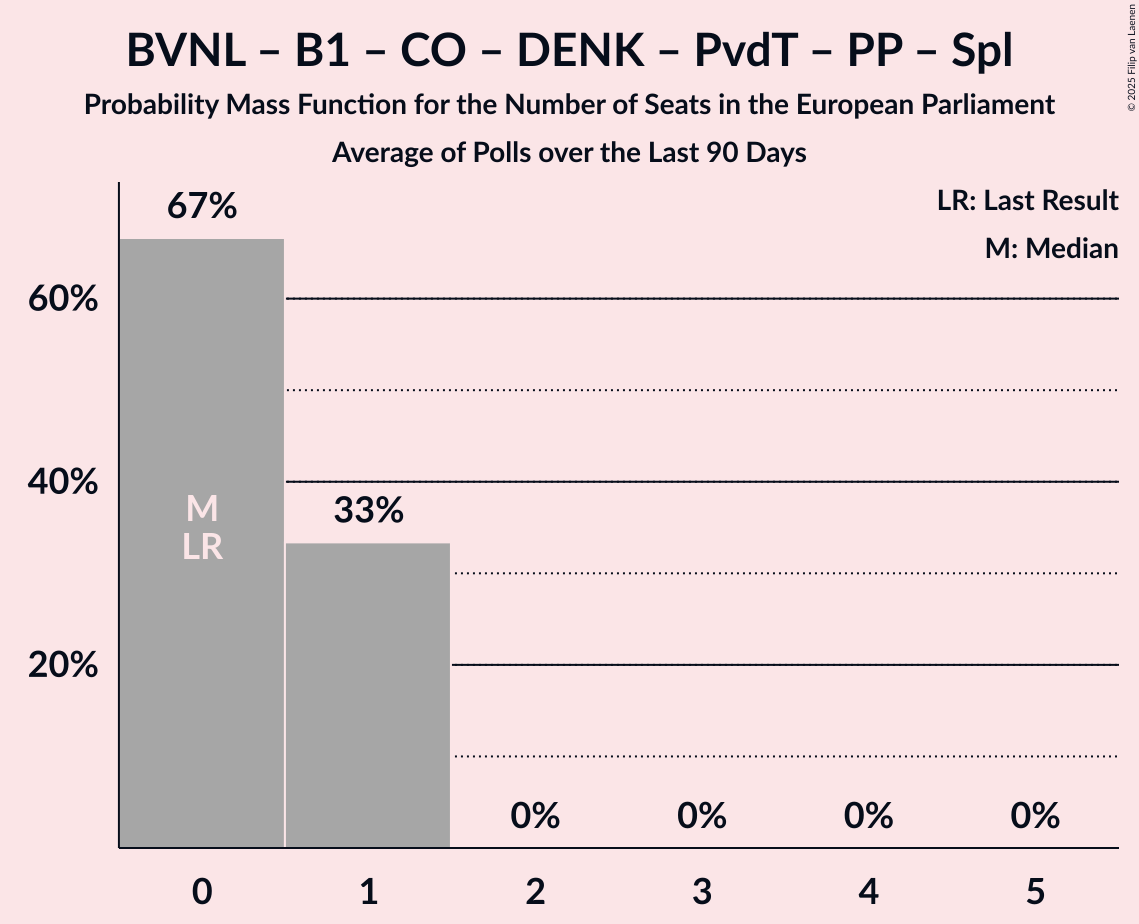 BVNL – B1 – CO – DENK – PvdT – PP – Spl
Probability Mass Function for the Number of Seats in the European Parliament
Average of Polls over the Last 90 Days
© 2025 Filip van Laenen
LR: Last Result
M: Median
67%
60%
40%
33%
M
LR
20%
0% 0% 0% 0%
0 1 2 3 4 5